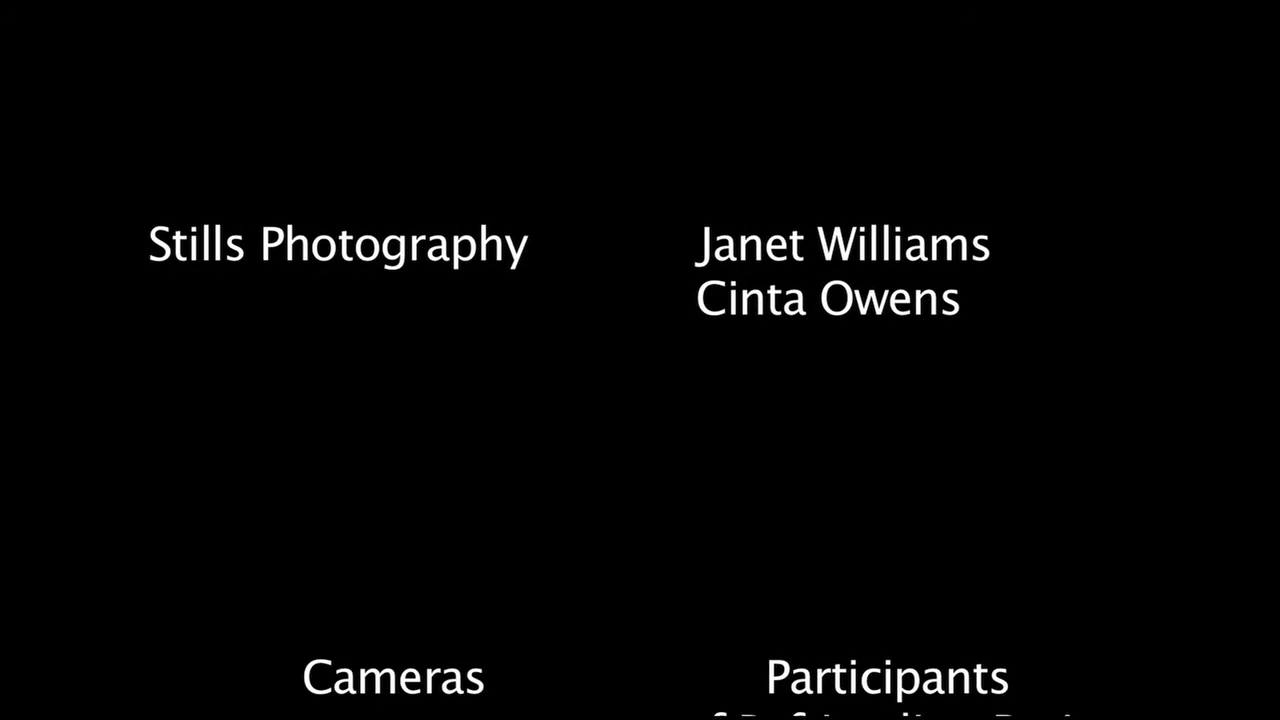 Stills Photography
Janet Williams
Cinta Owens
Cameras
Participants